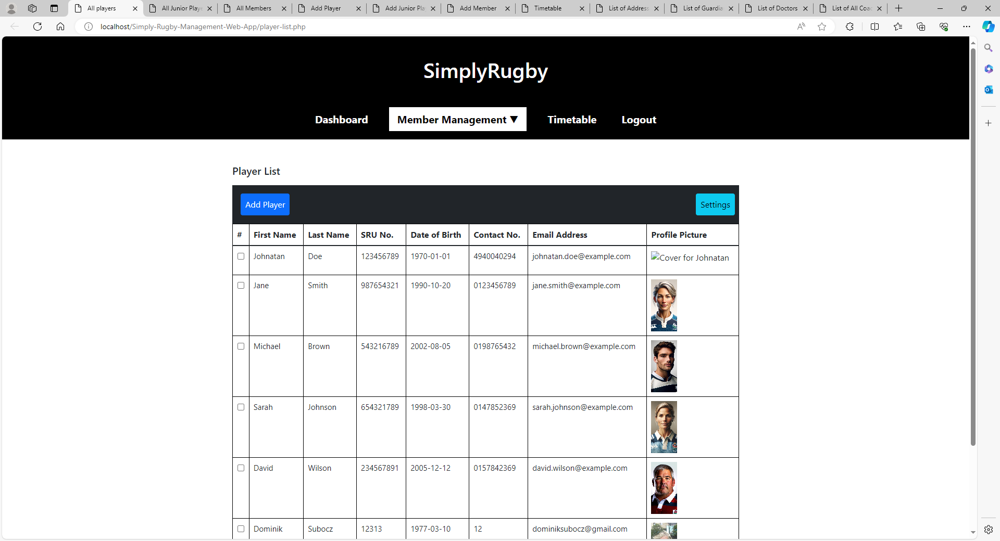 All players
All Junior Playe
All Members
Add Player
Add Junior Pla
Add Member
Timetable
List of Address
List of Guardia
List of Doctors
List of All Coac
localhost/Simply-Rugby-Management-Web-App/player-list.php
SimplyRugby
Dashboard Member Management ▼ Timetable Logout
Player List
Add Player Settings
# First Name Last Name SRU No. Date of Birth Contact No. Email Address Profile Picture
Johnatan Doe 123456789 1970-01-01 4940040294 johnatan.doe@example.com Cover for Johnatan
Jane Smith 987654321 1990-10-20 0123456789 jane.smith@example.com
Michael Brown 543216789 2002-08-05 0198765432 michael.brown@example.com
Sarah Johnson 654321789 1998-03-30 0147852369 sarah.johnson@example.com
David Wilson 234567891 2005-12-12 0157842369 david.wilson@example.com
Dominik Subocz 12313 1977-03-10 12 dominiksubocz@gmail.com